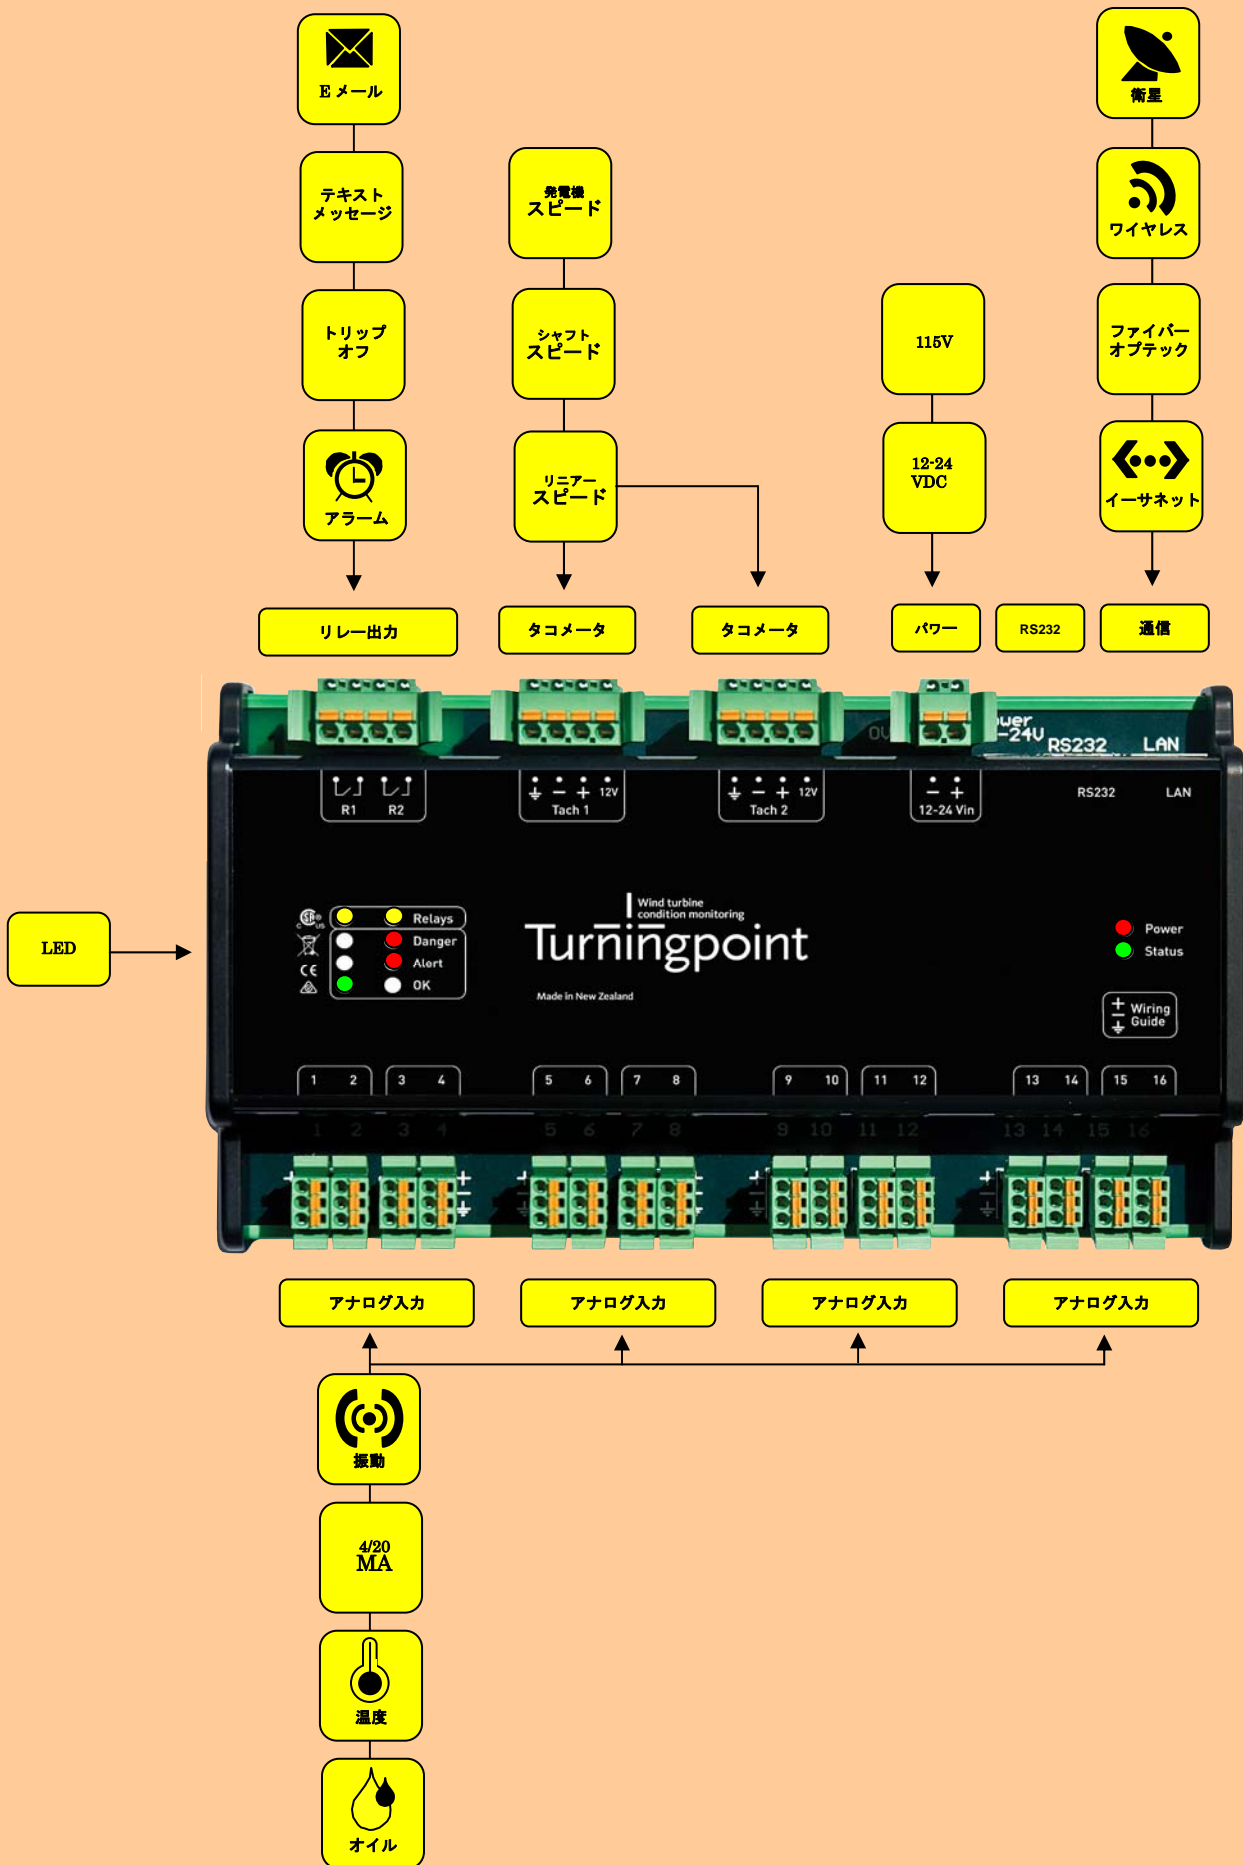 Eメール
テキスト
メッセージ
トリップ
オフ
アラーム
発電機
スピード
シャフト
スピード
リニアー
スピード
115V
12-24
VDC
衛星
ワイヤレス
ファイバー
オプテック
イーサネット
リレー出力
タコメータ
タコメータ
パワー
RS232
通信
-24V
RS232
LAN
R1
R2
12V
Tach 1
12V
Tach 2
12-24 Vin
RS232
LAN
LED
Relays
Danger
Alert
OK
Wind turbine
condition monitoring
Turningpoint
Made in New Zealand
Power
Status
Wiring
Guide
1 2 3 4 5 6 7 8 9 10 11 12 13 14 15 16
1 2 3 4 5 6 7 8 9 10 11 12 13 14 15 16
アナログ入力
アナログ入力
アナログ入力
アナログ入力
振動
4/20
MA
温度
オイル